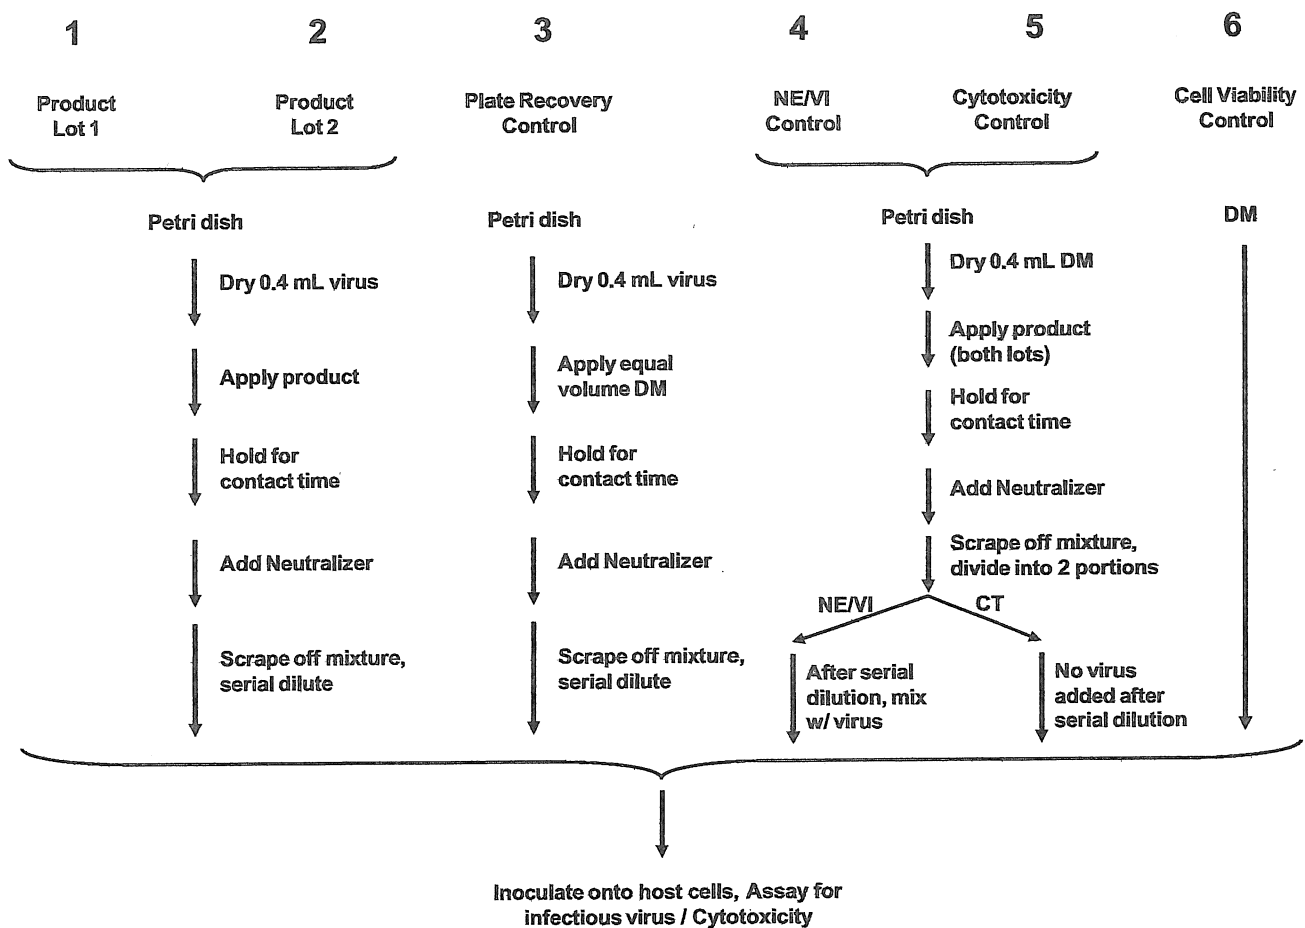 1
2
3
4
5
6
Product
Lot 1
Product
Lot 2
Plate Recovery
Control
NE/VI
Control
Cytotoxicity
Control
Cell Viability
Control
Petri dish
Dry 0.4 mL virus
Apply product
Hold for
contact time
Add Neutralizer
Scrape off mixture,
serial dilute
Petri dish
Dry 0.4 mL virus
Apply equal
volume DM
Hold for
contact time
Add Neutralizer
Scrape off mixture,
serial dilute
Petri dish
Dry 0.4 mL DM
Apply product
(both lots)
Hold for
contact time
Add Neutralizer
Scrape off mixture,
divide into 2 portions
NE/VI
CT
After serial
dilution, mix
w/ virus
No virus
added after
serial dilution
DM
Inoculate onto host cells, Assay for
infectious virus / Cytotoxicity